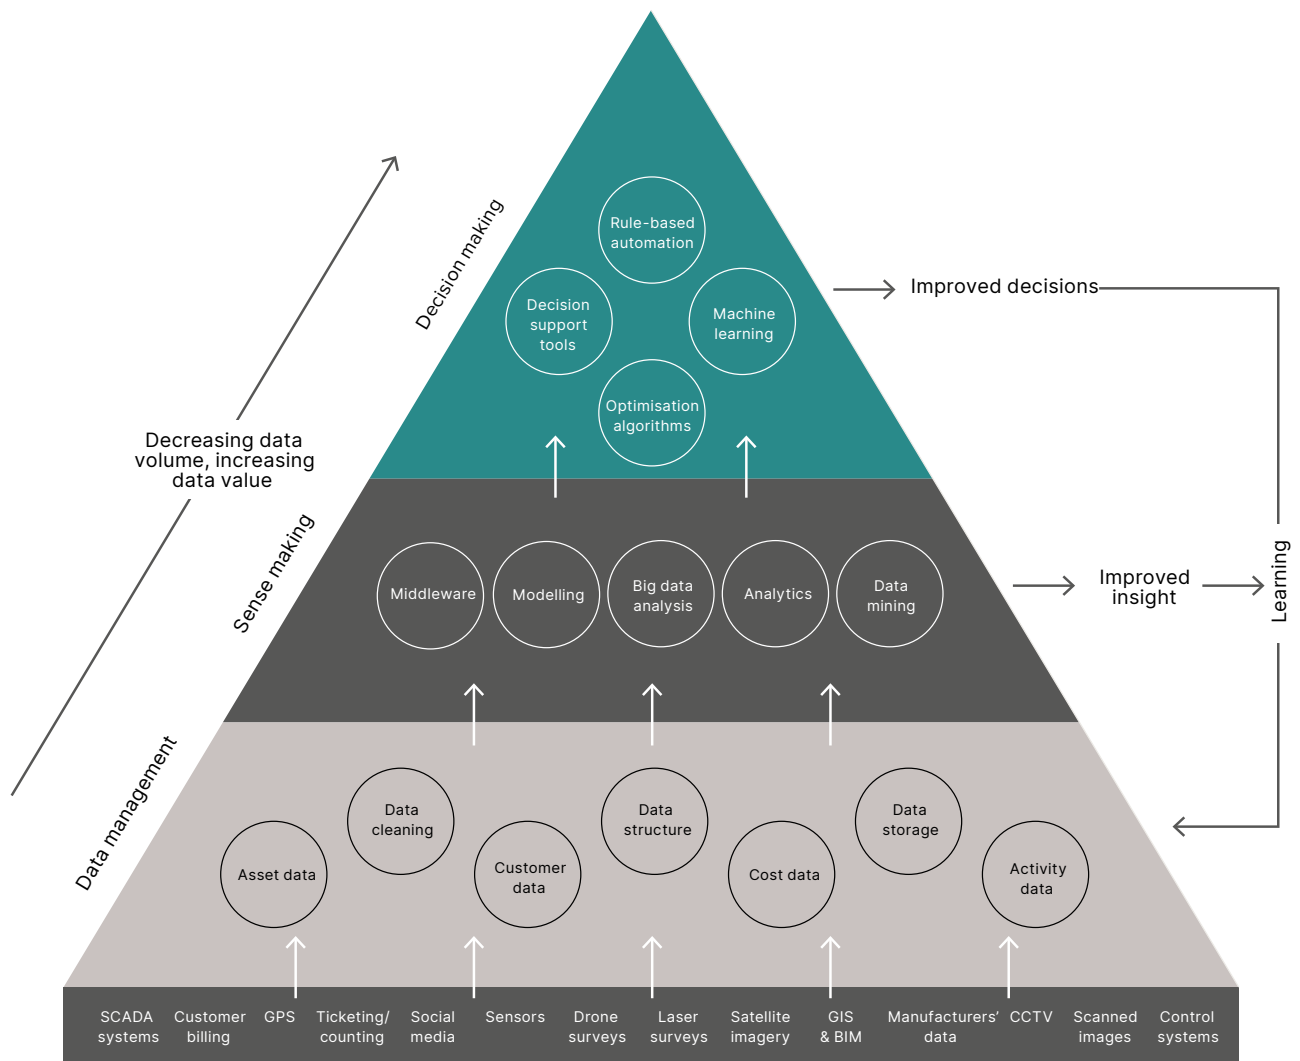 Rule-based
automation
Decision making
Decision
support
tools
Machine
learning
Improved decisions
Optimisation
algorithms
Decreasing data
volume, increasing
data value
Sense making
Middleware
Modelling
Big data
analysis
Analytics
Data
mining
Improved
insight
Learning
Data management
Data
cleaning
Data
structure
Data
storage
Asset data
Customer
data
Cost data
Activity
data
SCADA
systems
Customer
billing
GPS
Ticketing/
counting
Social
media
Sensors
Drone
surveys
Laser
surveys
Satellite
imagery
GIS
& BIM
Manufacturers’
data
CCTV
Scanned
images
Control
systems